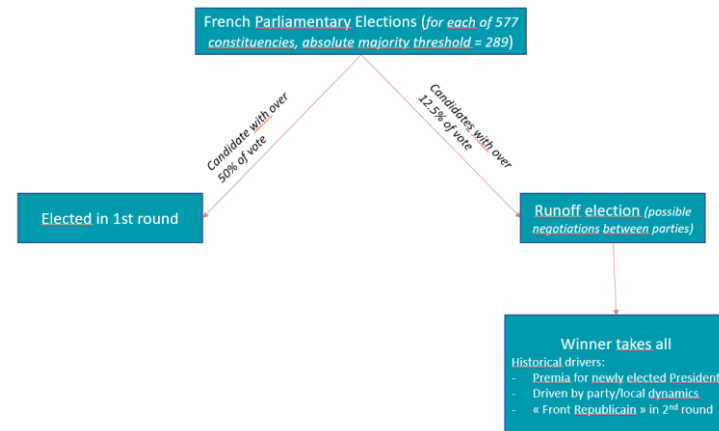 French Parliamentary Elections (for each of 577
constituencies, absolute majority threshold = 289)
Candidate with over
50% of vote
Candidates with over
12.5% of vote
Elected in 1st round
Runoff election (possible
negotiations between parties)
Winner takes all
Historical drivers:
- Premia for newly elected President
- Driven by party/local dynamics
- « Front Republicain » in 2nd round